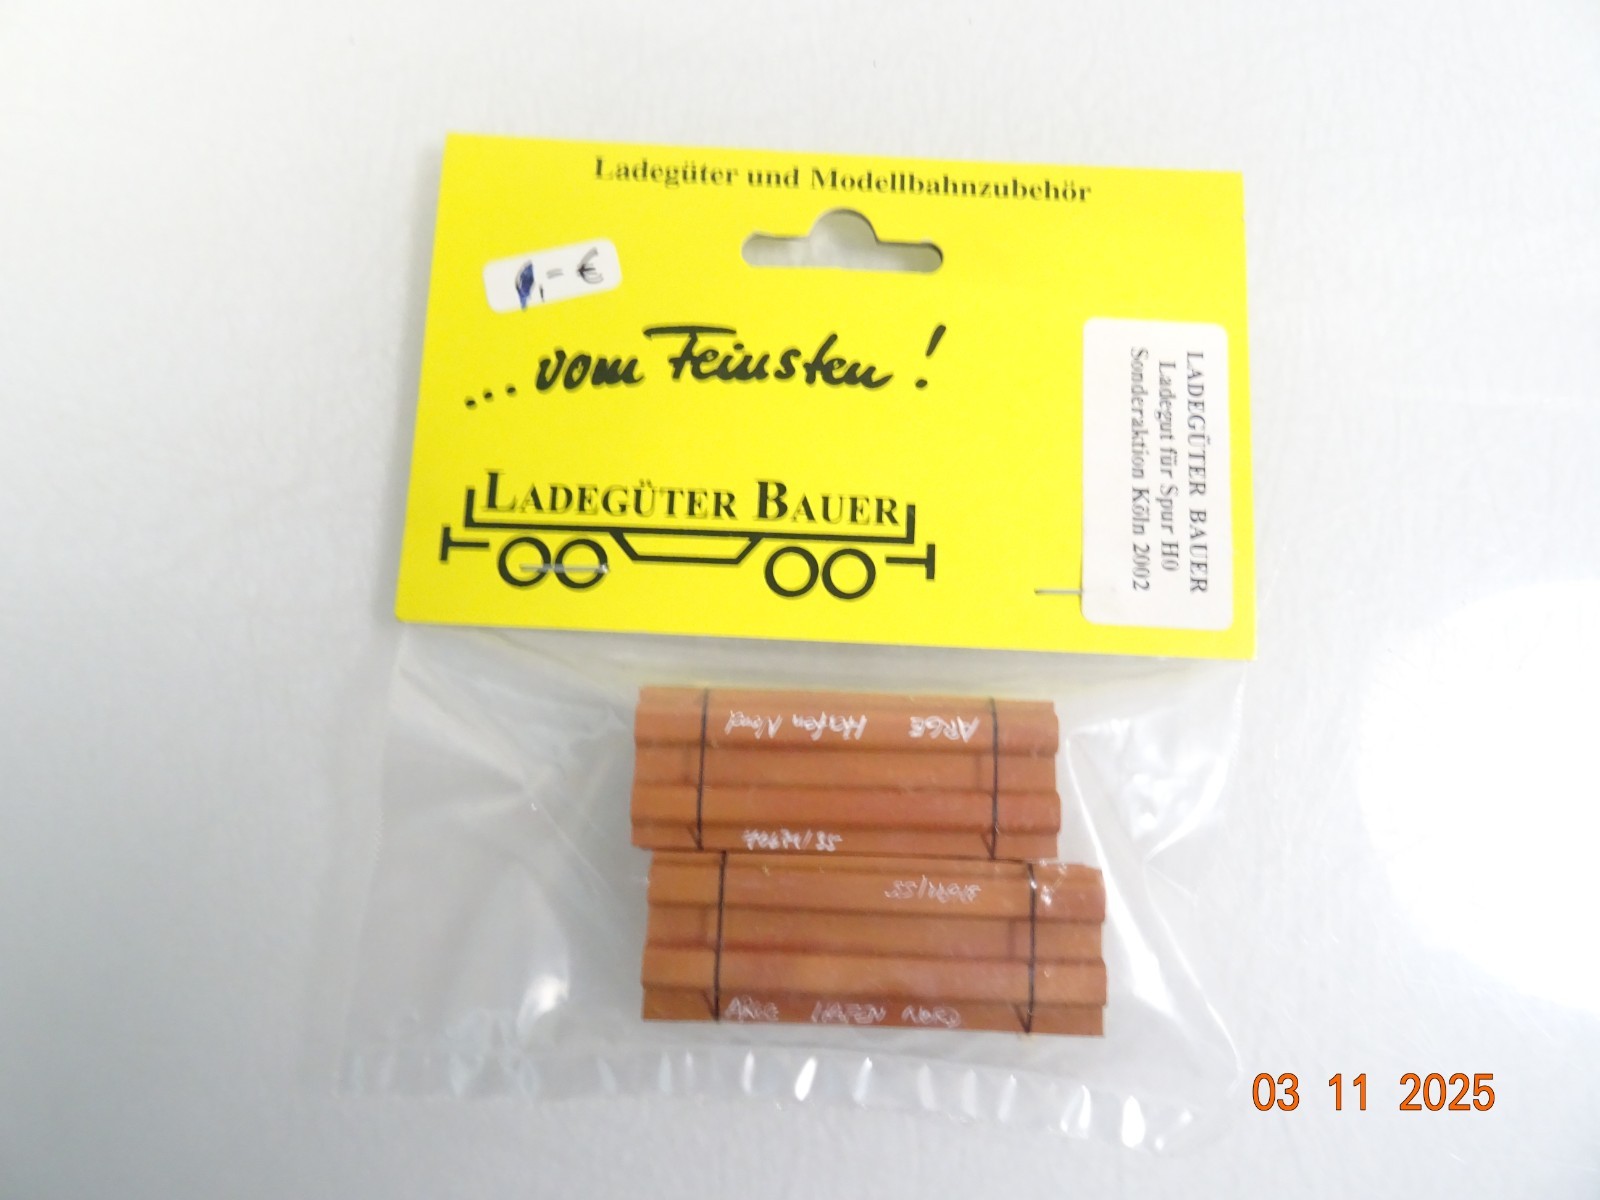 Ladegüter und Modellbahnzubehör
,= €
... vom Feinsten!
LADEGÜTER BAUER
LADEGÜTER BAUER
Ladegut für Spur H0
Sonderaktion Köln 2002
ARGE Hafen Nord
ARGE HAFEN NORD
03 11 2025